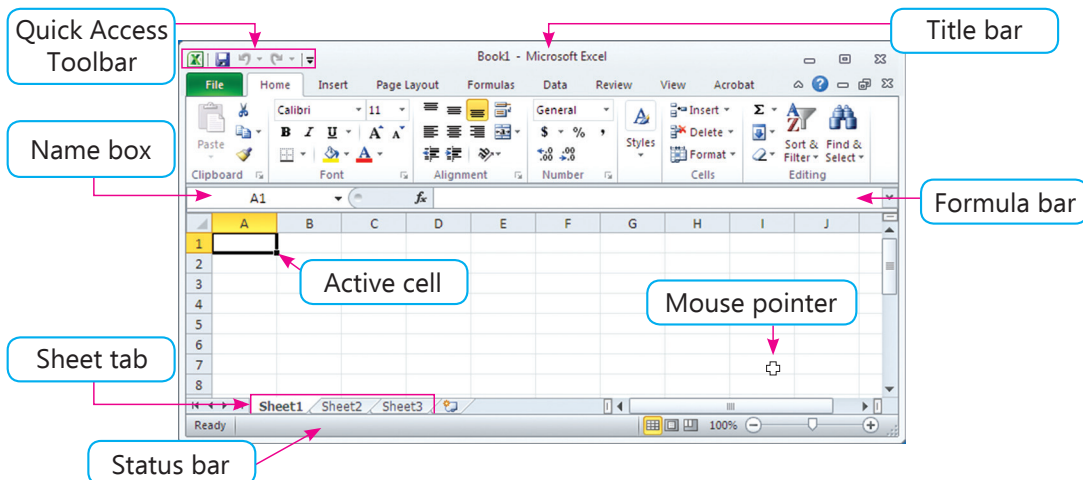 Quick Access
Toolbar
Title bar
Book1 - Microsoft Excel
File Home Insert Page Layout Formulas Data Review View Acrobat
Calibri 11 General Insert Σ
Paste B I U A A $ % , Styles Delete Sort & Find &
A .00 .00 Format Filter Select
Clipboard Font Alignment Number Cells Editing
Name box
A1 fx
Formula bar
A B C D E F G H I J
1
2
Active cell
3
Mouse pointer
4
5
6
Sheet tab
7
8
Sheet1 Sheet2 Sheet3
Ready 100%
Status bar